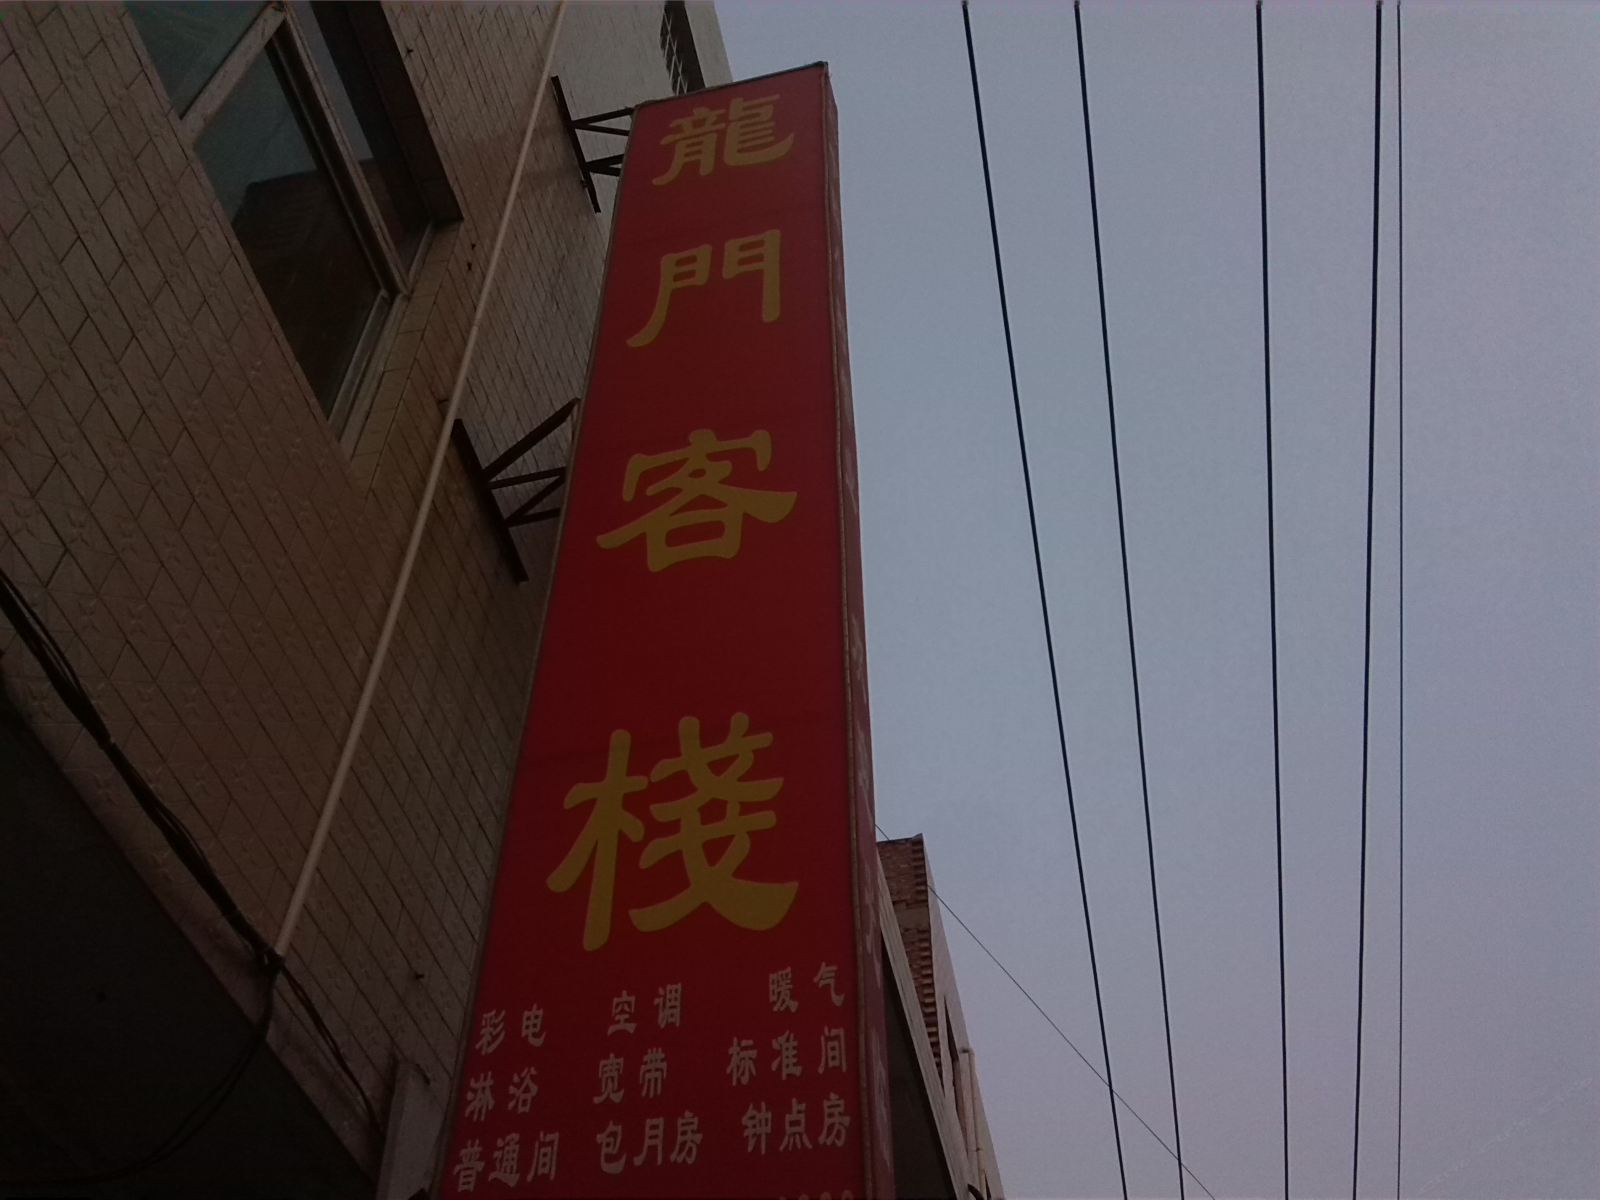 龍門客棧
彩电 空调 暖气
淋浴 宽带 标准间
普通间 包月房 钟点房